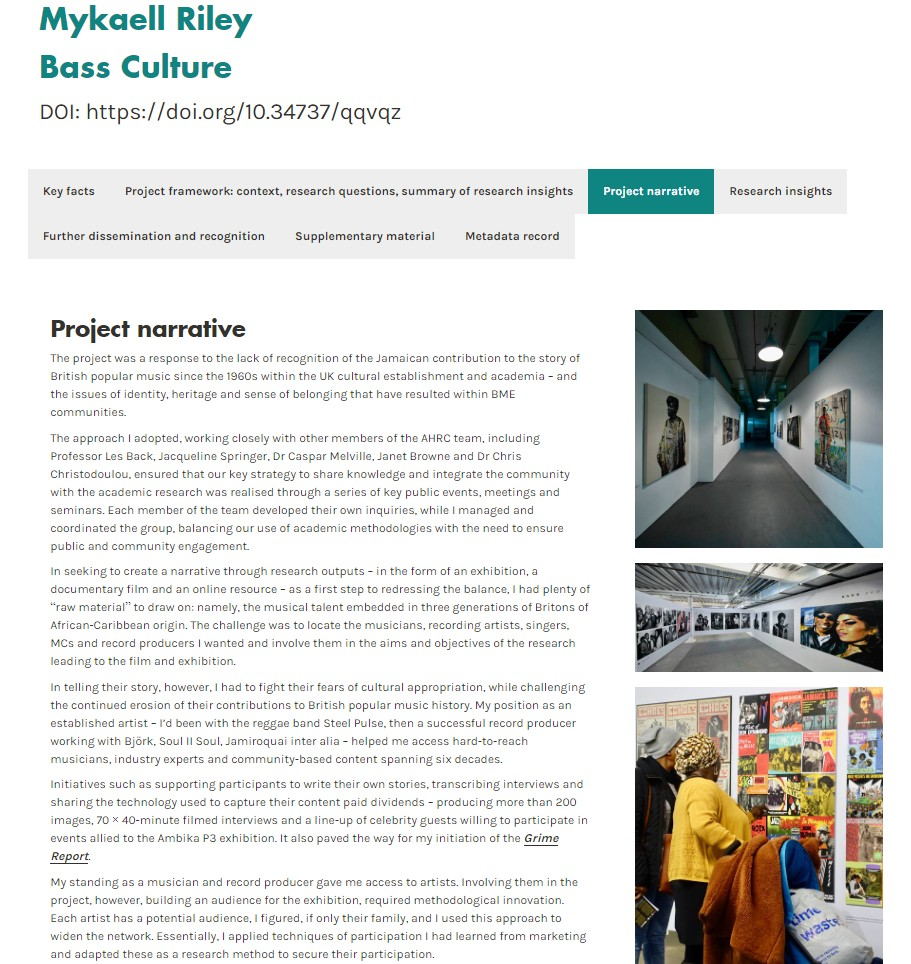 Mykaell Riley
Bass Culture
DOI: https://doi.org/10.34737/qqvqz
Key facts
Project framework: context, research questions, summary of research insights
Project narrative
Research insights
Further dissemination and recognition
Supplementary material
Metadata record
Project narrative
The project was a response to the lack of recognition of the Jamaican contribution to the story of
British popular music since the 1960s within the UK cultural establishment and academia – and
the issues of identity, heritage and sense of belonging that have resulted within BME
communities.
The approach I adopted, working closely with other members of the AHRC team, including
Professor Les Back, Jacqueline Springer, Dr Caspar Melville, Janet Browne and Dr Chris
Christodoulou, ensured that our key strategy to share knowledge and integrate the community
with the academic research was realised through a series of key public events, meetings and
seminars. Each member of the team developed their own inquiries, while I managed and
coordinated the group, balancing our use of academic methodologies with the need to ensure
public and community engagement.
In seeking to create a narrative through research outputs – in the form of an exhibition, a
documentary film and an online resource – as a first step to redressing the balance, I had plenty of
“raw material” to draw on: namely, the musical talent embedded in three generations of Britons of
African-Caribbean origin. The challenge was to locate the musicians, recording artists, singers,
MCs and record producers I wanted and involve them in the aims and objectives of the research
leading to the film and exhibition.
In telling their story, however, I had to fight their fears of cultural appropriation, while challenging
the continued erosion of their contributions to British popular music history. My position as an
established artist – I’d been with the reggae band Steel Pulse, then a successful record producer
working with Björk, Soul II Soul, Jamiroquai inter alia – helped me access hard-to-reach
musicians, industry experts and community-based content spanning six decades.
Initiatives such as supporting participants to write their own stories, transcribing interviews and
sharing the technology used to capture their content paid dividends – producing more than 200
images, 70 × 40-minute filmed interviews and a line-up of celebrity guests willing to participate in
events allied to the Ambika P3 exhibition. It also paved the way for my initiation of the Grime
Report.
My standing as a musician and record producer gave me access to artists. Involving them in the
project, however, building an audience for the exhibition, required methodological innovation.
Each artist has a potential audience, I figured, if only their family, and I used this approach to
widen the network. Essentially, I applied techniques of participation I had learned from marketing
and adapted these as a research method to secure their participation.
ECHOES
JAMAICA SKA
ROCK
time
waste